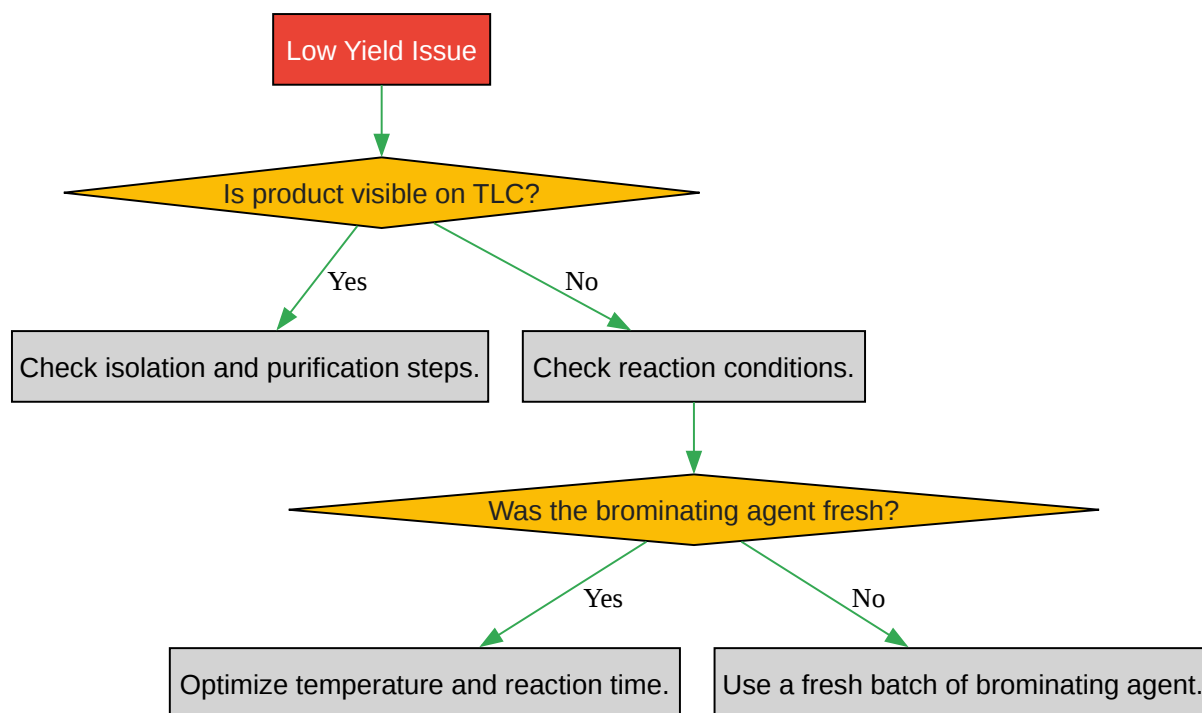 Low Yield Issue
Is product visible on TLC?
Yes
No
Check isolation and purification steps.
Check reaction conditions.
Was the brominating agent fresh?
Yes
No
Optimize temperature and reaction time.
Use a fresh batch of brominating agent.